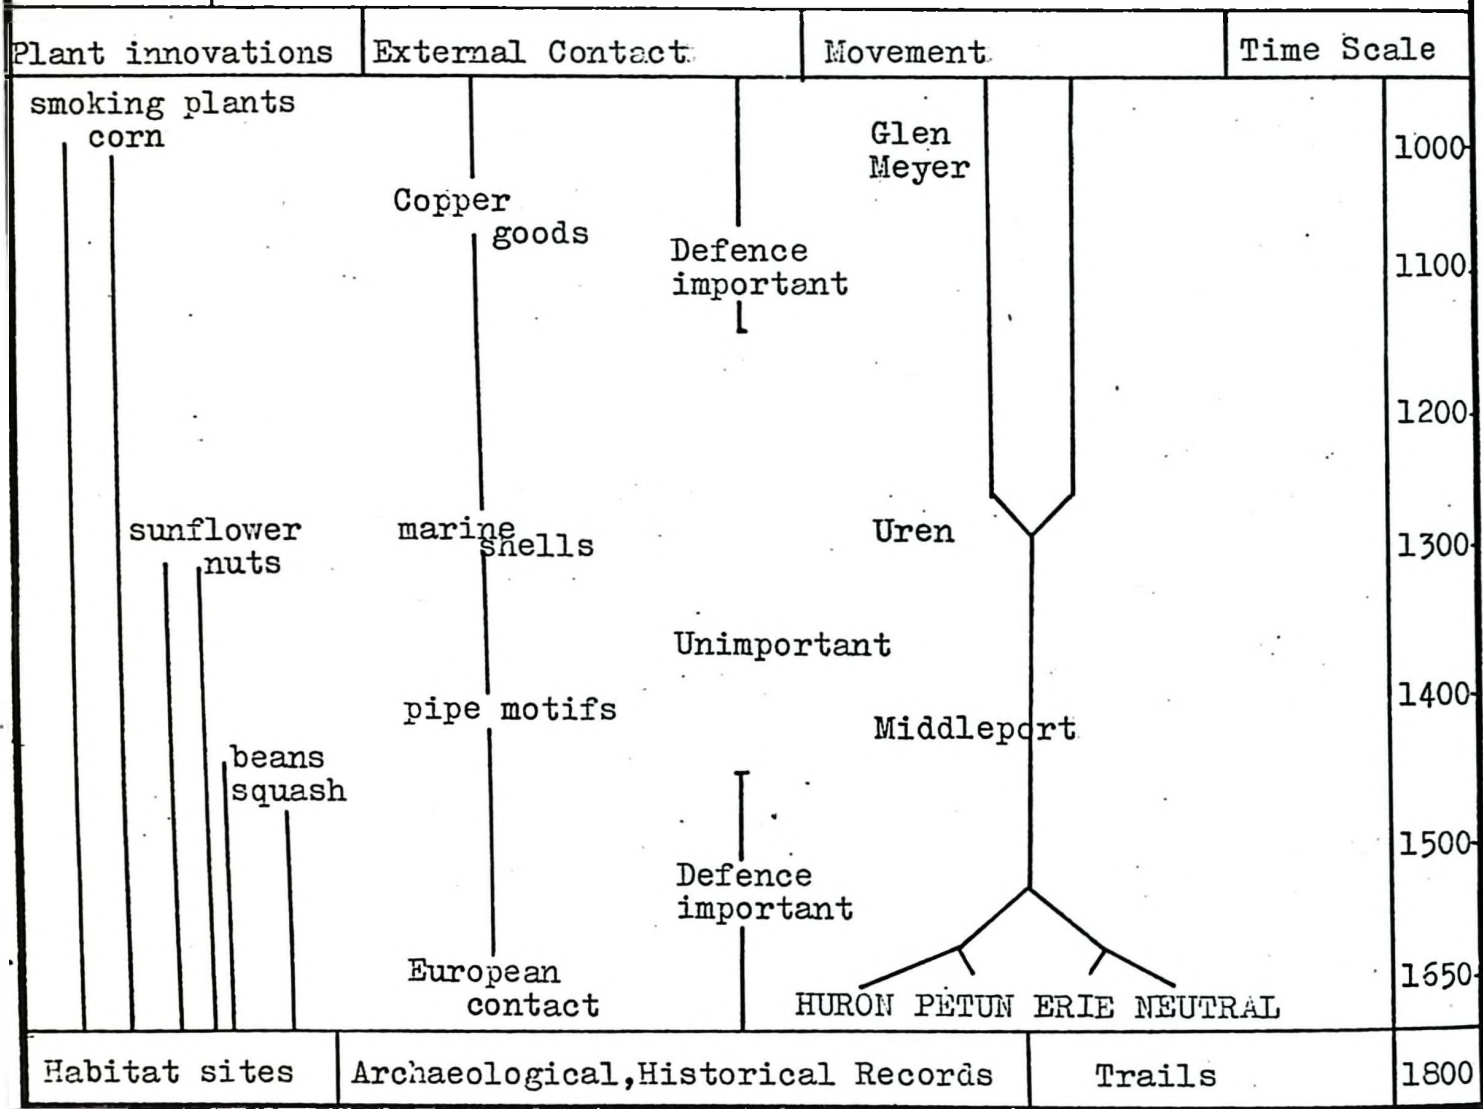 Plant innovations External Contact Movement Time Scale
smoking plants
corn
Glen
Meyer
1000
Copper
goods
Defence
important
1100
1200
sunflower
nuts
marine
shells
Uren
1300
Unimportant
1400
pipe motifs
Middleport
beans
squash
1500
Defence
important
European
contact
1650
HURON PETUN ERIE NEUTRAL
Habitat sites Archaeological,Historical Records Trails 1800